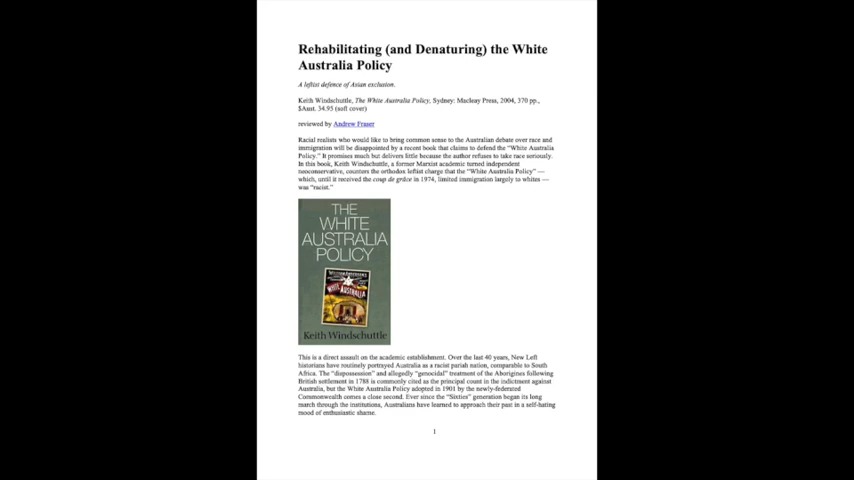 Rehabilitating (and Denaturing) the White
Australia Policy
A leftist defence of Asian exclusion.
Keith Windschuttle, The White Australia Policy, Sydney: Macleay Press, 2004, 370 pp.,
$Aust. 34.95 (soft cover)
reviewed by Andrew Fraser
Racial realists who would like to bring common sense to the Australian debate over race and
immigration will be disappointed by a recent book that claims to defend the “White Australia
Policy.” It promises much but delivers little because the author refuses to take race seriously.
In this book, Keith Windschuttle, a former Marxist academic turned independent
neoconservative, counters the orthodox leftist charge that the “White Australia Policy” —
which, until it received the coup de grâce in 1974, limited immigration largely to whites —
was “racist.”
THE
WHITE
AUSTRALIA
POLICY
WHITE AUSTRALIA
Keith Windschuttle
This is a direct assault on the academic establishment. Over the last 40 years, New Left
historians have routinely portrayed Australia as a racist pariah nation, comparable to South
Africa. The “dispossession” and allegedly “genocidal” treatment of the Aborigines following
British settlement in 1788 is commonly cited as the principal count in the indictment against
Australia, but the White Australia Policy adopted in 1901 by the newly-federated
Commonwealth comes a close second. Ever since the “Sixties” generation began its long
march through the institutions, Australians have learned to approach their past in a self-hating
mood of enthusiastic shame.
1